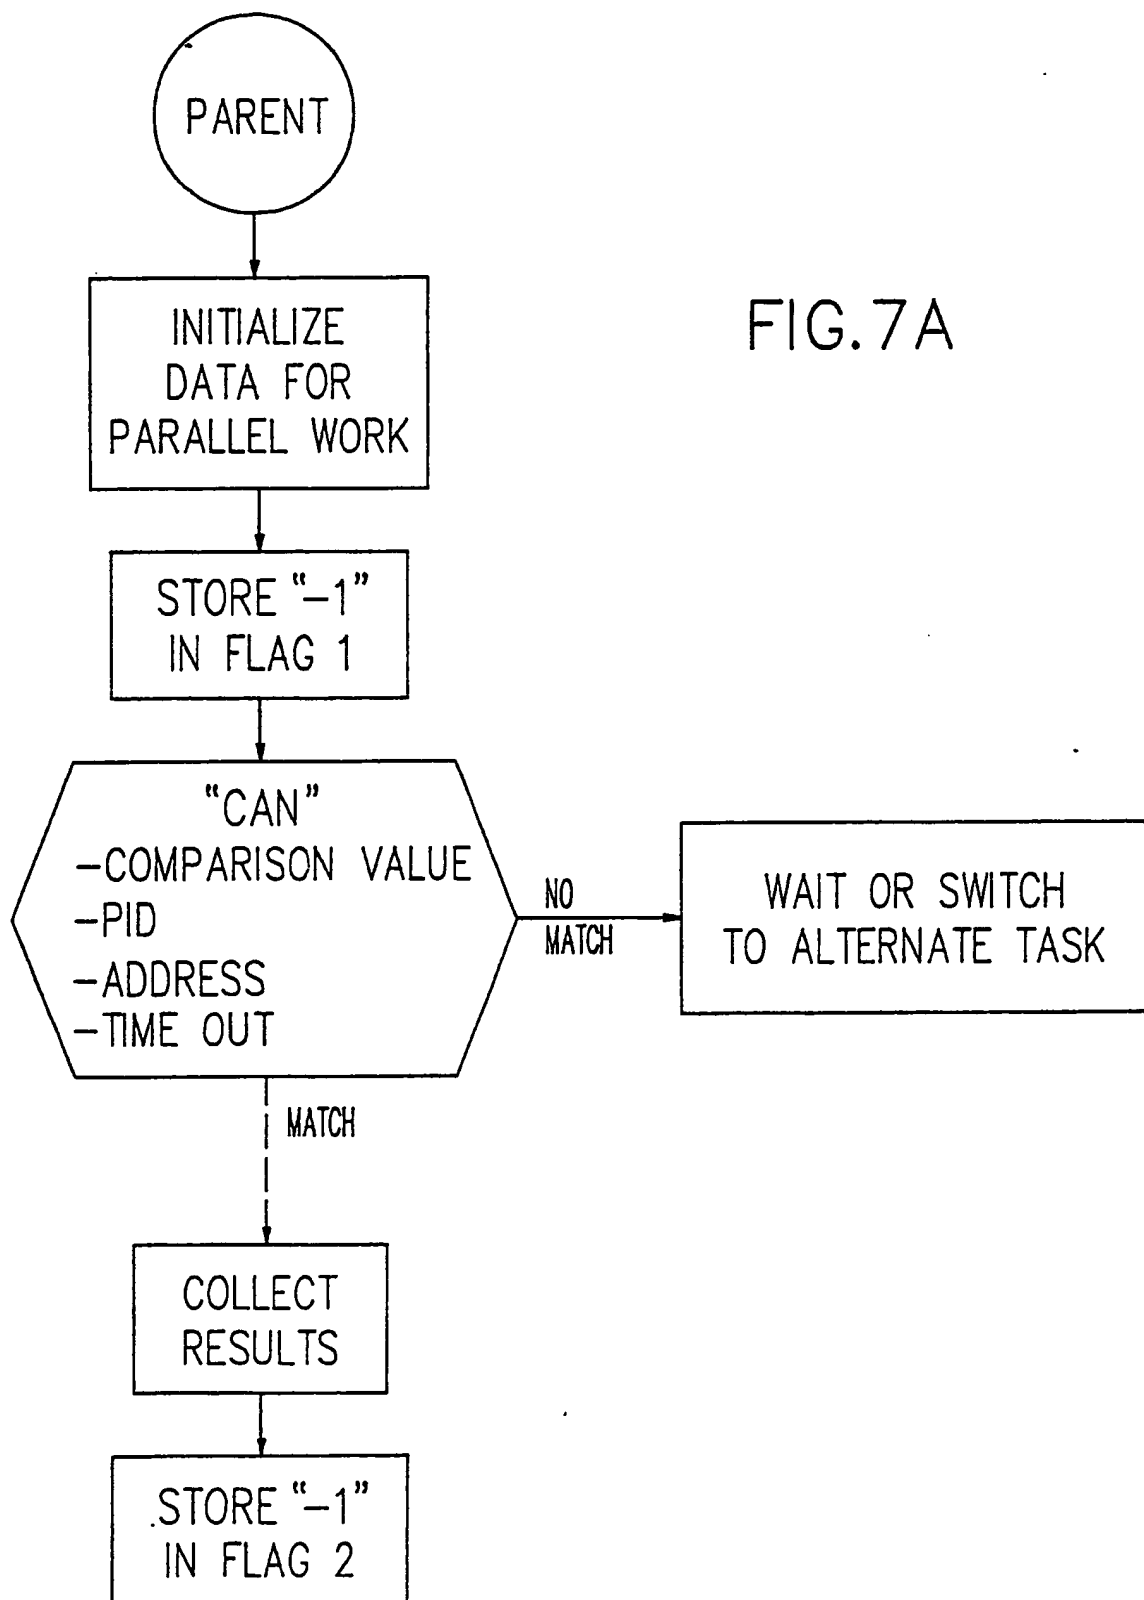 PARENT
INITIALIZE
DATA FOR
PARALLEL WORK
FIG.7A
STORE “–1”
IN FLAG 1
“CAN”
–COMPARISON VALUE
–PID
–ADDRESS
–TIME OUT
NO
MATCH
WAIT OR SWITCH
TO ALTERNATE TASK
MATCH
COLLECT
RESULTS
STORE “–1”
IN FLAG 2